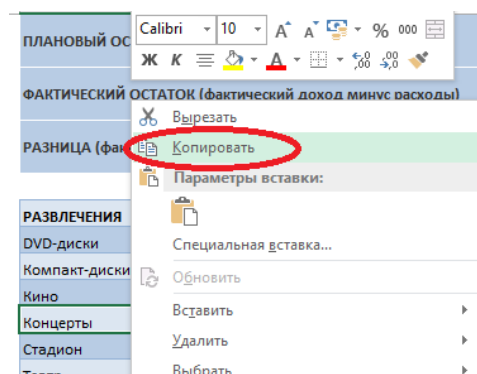 Calibri 10 А А % 000
ПЛАНОВЫЙ ОС
Ж К А
ФАКТИЧЕСКИЙ ОСТАТОК (фактический доход минус расходы)
Вырезать
РАЗНИЦА (фак
Копировать
Параметры вставки:
РАЗВЛЕЧЕНИЯ
DVD-диски
Специальная вставка...
Компакт-диски
Обновить
Кино
Вставить
Концерты
Удалить
Стадион
Выбрать